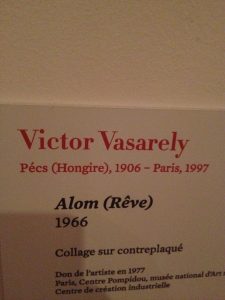 Victor Vasarely
Pécs (Hongire), 1906 – Paris, 1997
Alom (Rêve)
1966
Collage sur contreplaqué
Don de l'artiste en 1977
Paris, Centre Pompidou, musée national d'Art
Centre de création industrielle